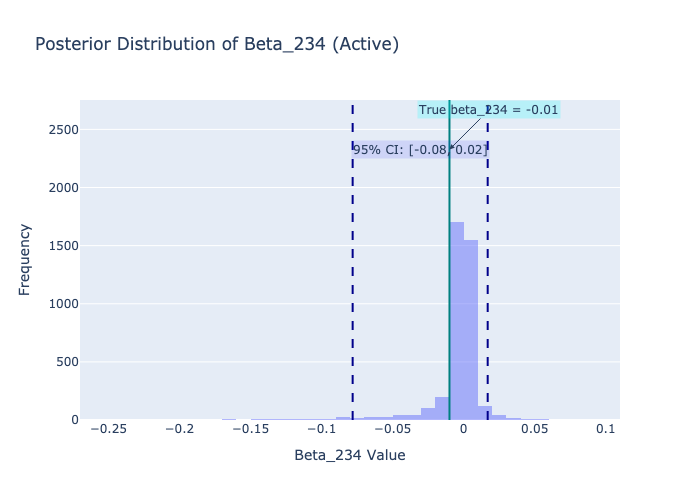 Posterior Distribution of Beta_234 (Active)
True beta_234 = -0.01
95% CI: [-0.08, 0.02]
2500
2000
1500
1000
500
0
Frequency
−0.25
−0.2
−0.15
−0.1
−0.05
0
0.05
0.1
Beta_234 Value